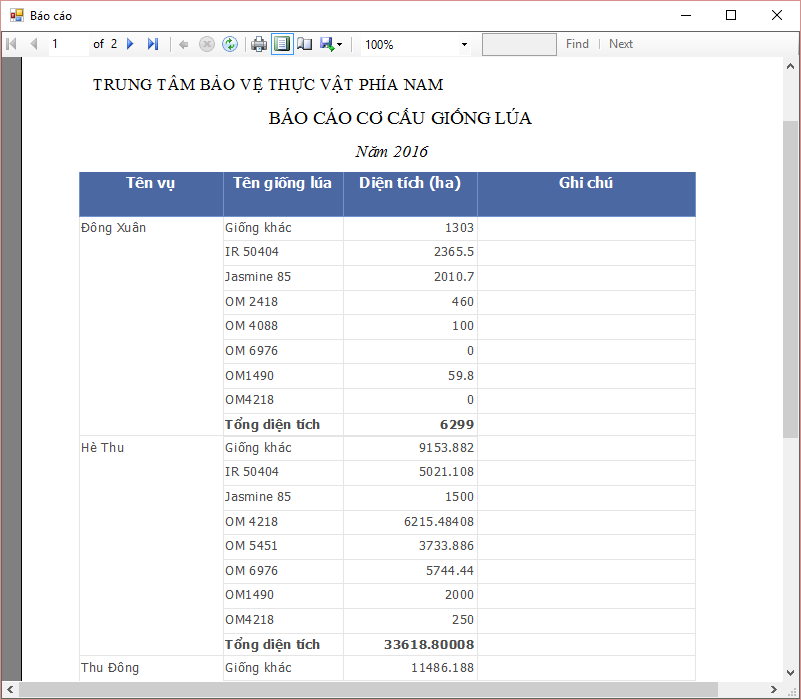 Báo cáo
1 of 2 100% Find Next
TRUNG TÂM BẢO VỆ THỰC VẬT PHÍA NAM
BÁO CÁO CƠ CẤU GIỐNG LÚA
Năm 2016
Tên vụ Tên giống lúa Diện tích (ha) Ghi chú
Đông Xuân Giống khác 1303
IR 50404 2365.5
Jasmine 85 2010.7
OM 2418 460
OM 4088 100
OM 6976 0
OM1490 59.8
OM4218 0
Tổng diện tích 6299
Hè Thu Giống khác 9153.882
IR 50404 5021.108
Jasmine 85 1500
OM 4218 6215.48408
OM 5451 3733.886
OM 6976 5744.44
OM1490 2000
OM4218 250
Tổng diện tích 33618.80008
Thu Đông Giống khác 11486.188